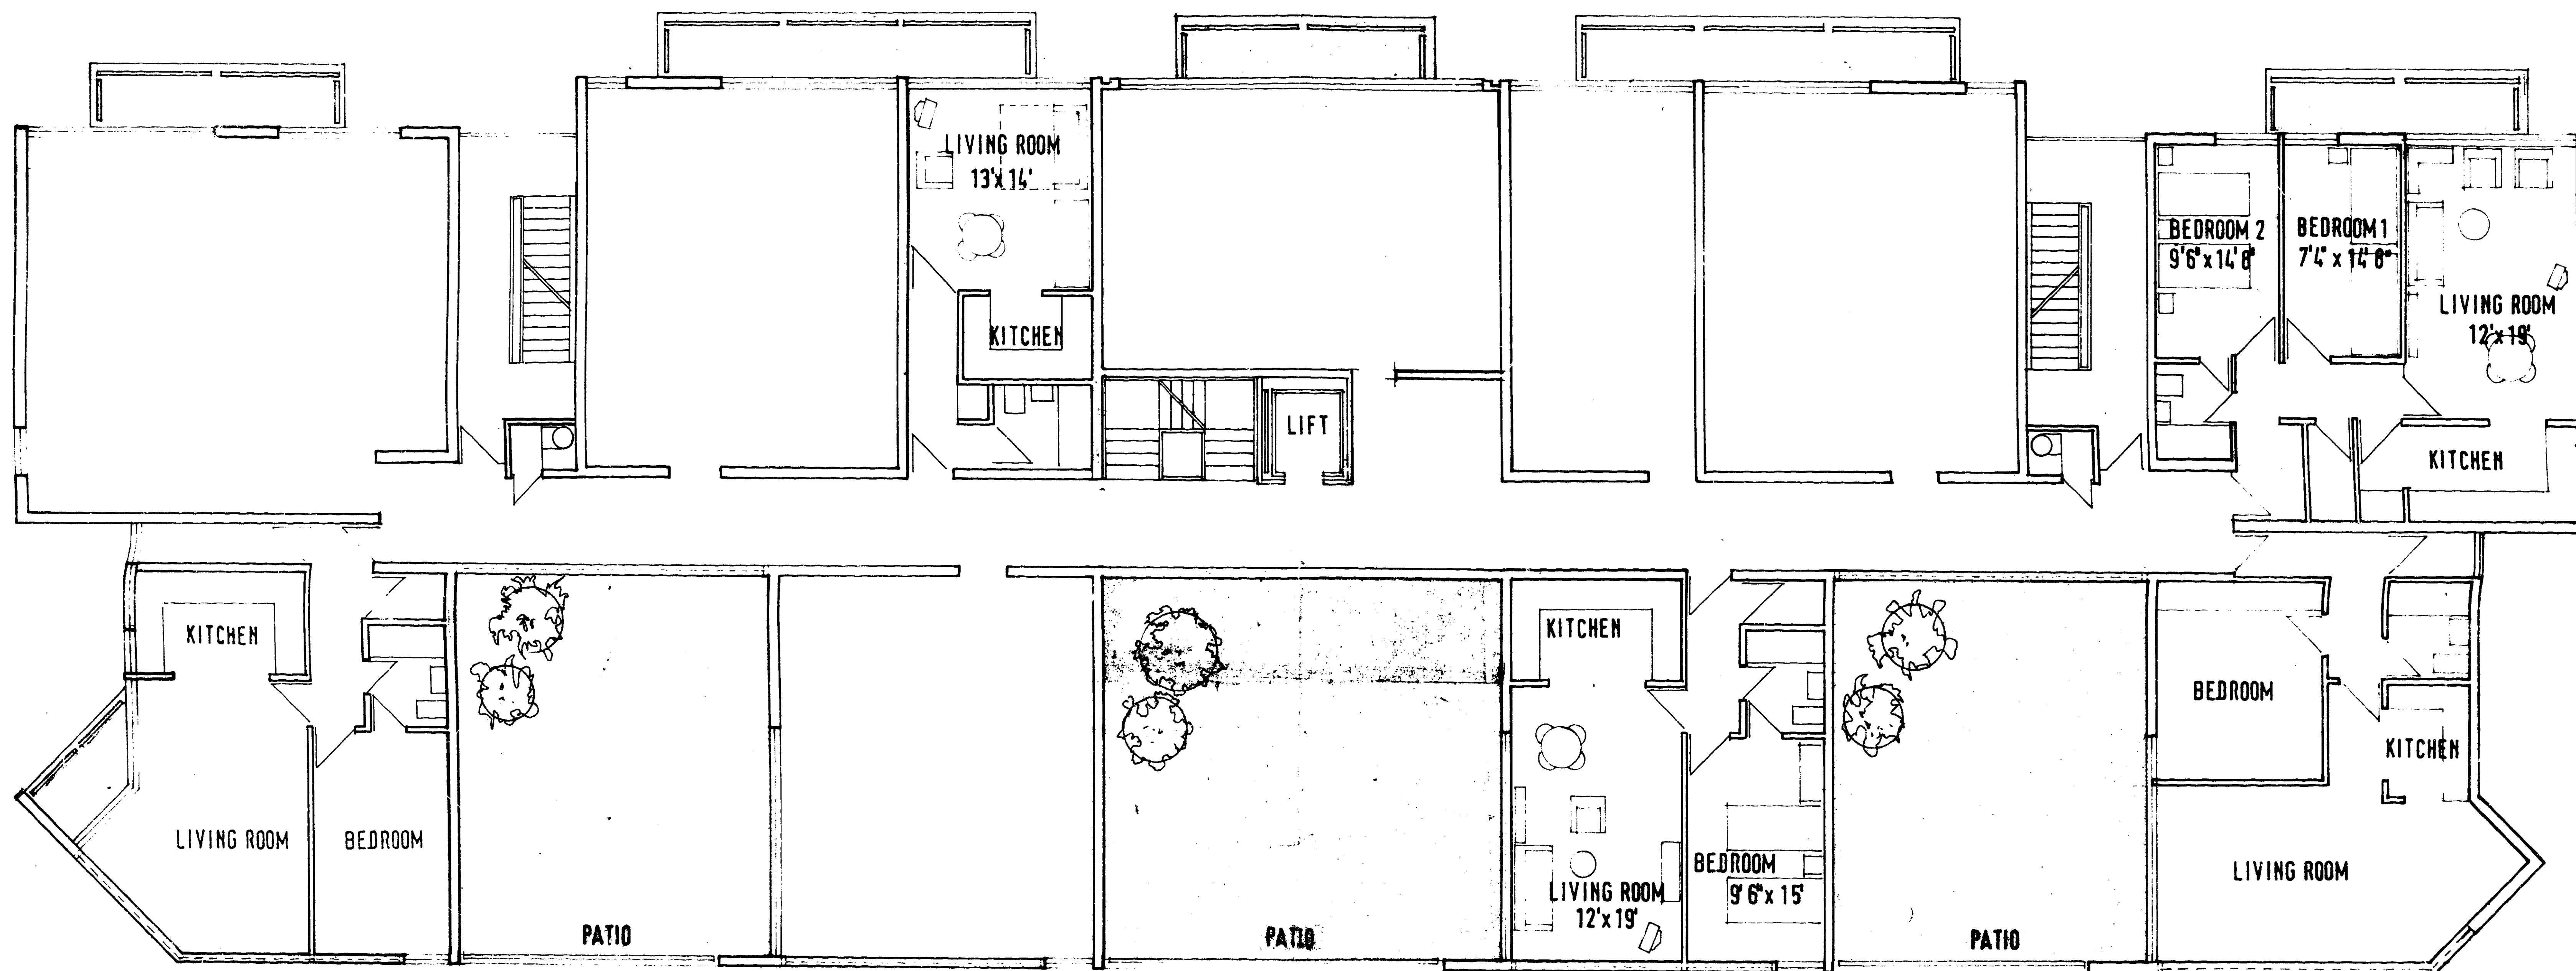 LIVING ROOM
13'x 14'
KITCHEN
LIFT
BEDROOM 2
9'6"x14'8"
BEDROOM 1
7'4" x 14'8"
LIVING ROOM
12'x 19'
KITCHEN
KITCHEN
LIVING ROOM
BEDROOM
PATIO
PATIO
KITCHEN
LIVING ROOM
12'x19'
BEDROOM
9'6"x 15'
PATIO
BEDROOM
KITCHEN
LIVING ROOM